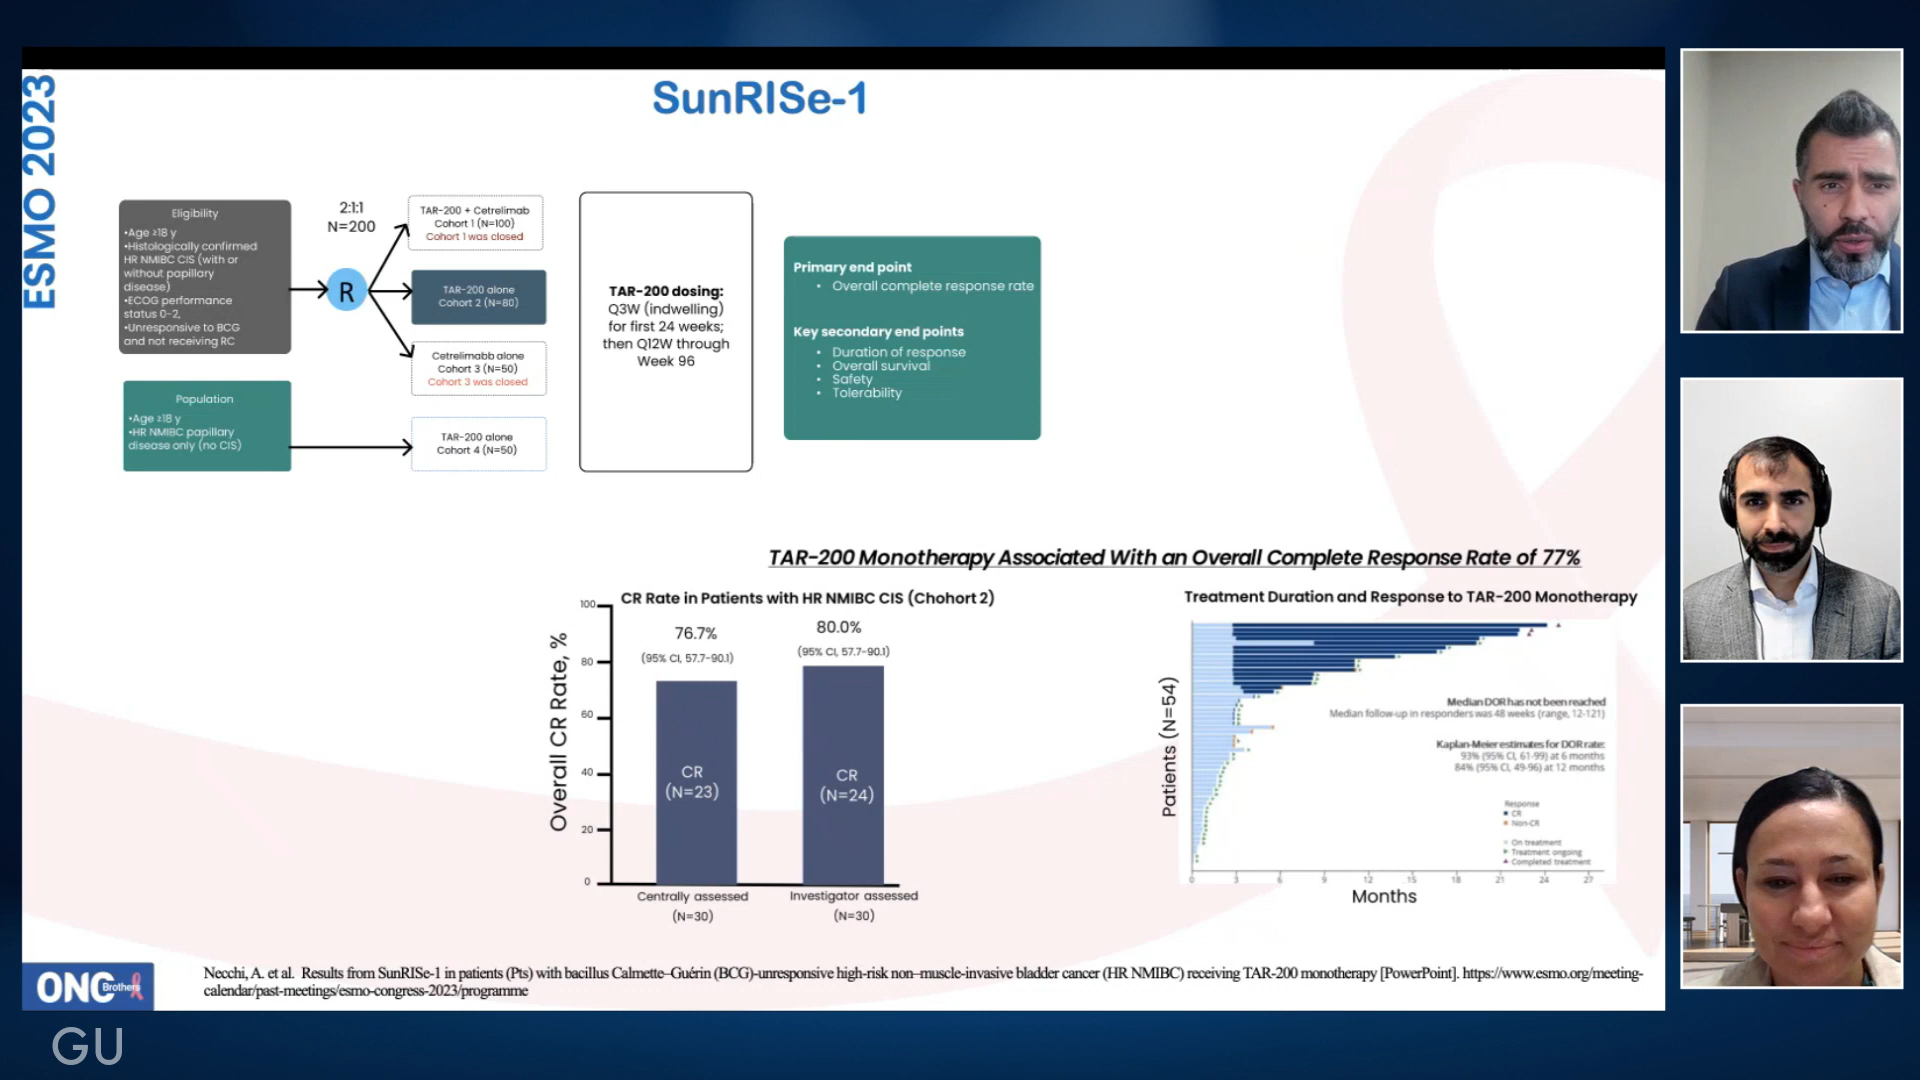 ESMO 2023
SunRISe-1
Eligibility
•Age ≥18 y
•Histologically confirmed
HR NMIBC CIS (with or
without papillary
disease)
•ECOG performance
status 0-2,
•Unresponsive to BCG
and not receiving RC
Population
•Age ≥18 y
•HR NMIBC papillary
disease only (no CIS)
2:1:1
N=200
R
TAR-200 + Cetrelimab
Cohort 1 (N=100)
Cohort 1 was closed
TAR-200 alone
Cohort 2 (N=80)
Cetrelimabb alone
Cohort 3 (N=50)
Cohort 3 was closed
TAR-200 alone
Cohort 4 (N=50)
TAR-200 dosing:
Q3W (indwelling)
for first 24 weeks;
then Q12W through
Week 96
Primary end point
• Overall complete response rate
Key secondary end points
• Duration of response
• Overall survival
• Safety
• Tolerability
TAR-200 Monotherapy Associated With an Overall Complete Response Rate of 77%
CR Rate in Patients with HR NMIBC CIS (Chohort 2)
Overall CR Rate, %
100
80
60
40
20
0
76.7%
(95% CI, 57.7-90.1)
80.0%
(95% CI, 57.7-90.1)
CR
(N=23)
CR
(N=24)
Centrally assessed
(N=30)
Investigator assessed
(N=30)
Treatment Duration and Response to TAR-200 Monotherapy
Patients (N=54)
Median DOR has not been reached
Median follow-up in responders was 48 weeks (range, 12-121)
Kaplan-Meier estimates for DOR rate:
93% (95% CI, 61-99) at 6 months
84% (95% CI, 49-96) at 12 months
Response
CR
Non-CR
On treatment
Treatment ongoing
Completed treatment
0 3 6 9 12 15 18 21 24 27
Months
ONC Brothers
Necchi, A. et al. Results from SunRISe-1 in patients (Pts) with bacillus Calmette–Guérin (BCG)-unresponsive high-risk non–muscle-invasive bladder cancer (HR NMIBC) receiving TAR-200 monotherapy [PowerPoint]. https://www.esmo.org/meeting-
calendar/past-meetings/esmo-congress-2023/programme
GU